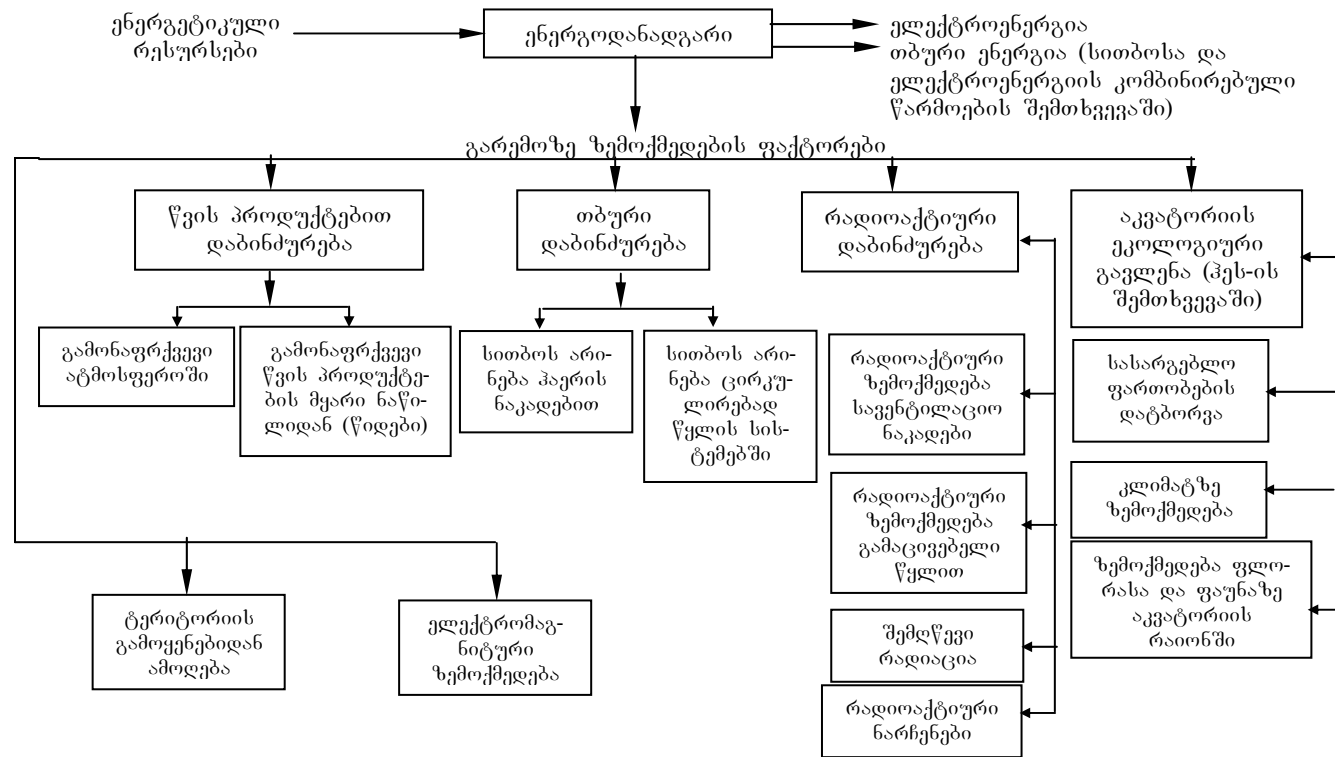 ენერგეტიკული
რესურსები
ენერგოდანადგარი
ელექტროენერგია
თბური ენერგია (სითბოსა და
ელექტროენერგიის კომბინირებული
წარმოების შემთხვევაში)
გარემოზე ზემოქმედების ფაქტორები
წვის პროდუქტებით
დაბინძურება
თბური
დაბინძურება
რადიოაქტიური
დაბინძურება
აკვატორიის
ეკოლოგიური
გავლენა (ჰეს-ის
შემთხვევაში)
გამონაფრქვევი
ატმოსფეროში
გამონაფრქვევი
წვის პროდუქტე-
ბის მყარი ნაწი-
ლიდან (წიდები)
სითბოს არი-
ნება ჰაერის
ნაკადებით
სითბოს არი-
ნება ცირკუ-
ლირებად
წყლის სის-
ტემებში
რადიოაქტიური
ზემოქმედება
სავენტილაციო
ნაკადები
სასარგებლო
ფართობების
დატბორვა
რადიოაქტიური
ზემოქმედება
გამაცივებელი
წყლით
კლიმატზე
ზემოქმედება
ზემოქმედება ფლო-
რასა და ფაუნაზე
აკვატორიის
რაიონში
ტერიტორიის
გამოყენებიდან
ამოღება
ელექტრომაგ-
ნიტური
ზემოქმედება
შემღწევი
რადიაცია
რადიოაქტიური
ნარჩენები